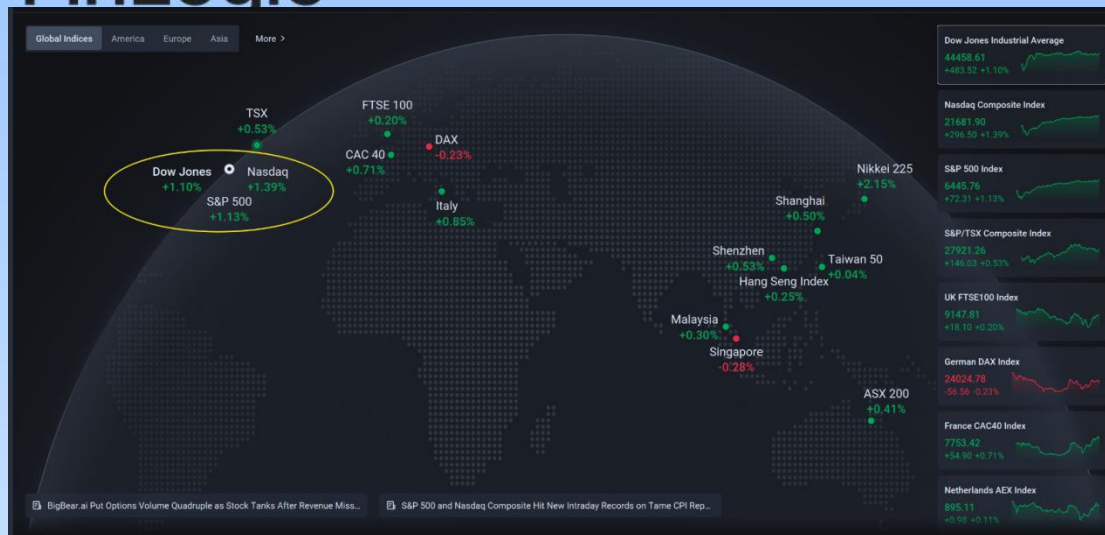 FinLogic
Global Indices America Europe Asia More >
TSX
+0.53%
Dow Jones
+1.10%
Nasdaq
+1.39%
S&P 500
+1.13%
FTSE 100
+0.20%
CAC 40
+0.71%
DAX
-0.23%
Italy
+0.85%
Nikkei 225
+2.15%
Shanghai
+0.50%
Shenzhen
+0.53%
Taiwan 50
+0.04%
Hang Seng Index
+0.25%
Malaysia
+0.30%
Singapore
-0.28%
ASX 200
+0.41%
Dow Jones Industrial Average
44458.61
+483.52 +1.10%
Nasdaq Composite Index
21681.90
+296.50 +1.39%
S&P 500 Index
6445.76
+72.31 +1.13%
S&P/TSX Composite Index
27921.26
+146.03 +0.53%
UK FTSE100 Index
9147.81
+18.10 +0.20%
German DAX Index
24024.78
-56.56 -0.23%
France CAC40 Index
7753.42
+54.90 +0.71%
Netherlands AEX Index
895.11
+0.98 +0.11%
BigBear.ai Put Options Volume Quadruple as Stock Tanks After Revenue Miss...
S&P 500 and Nasdaq Composite Hit New Intraday Records on Tame CPI Rep...